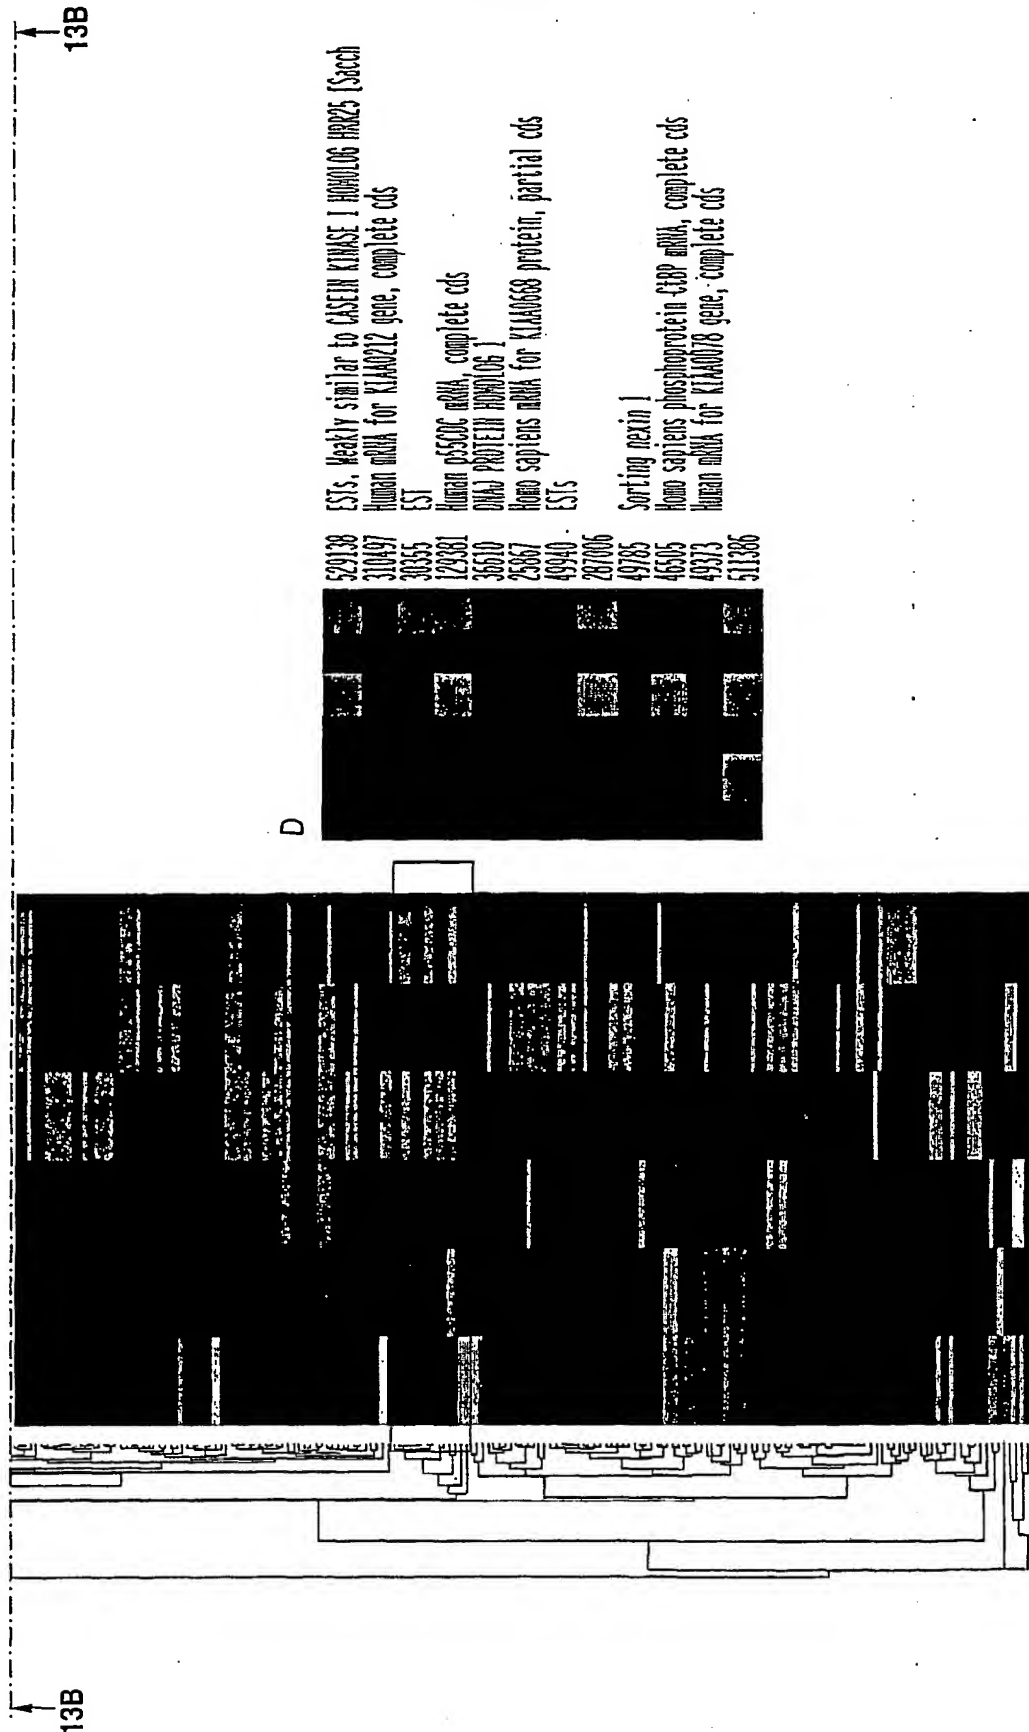 13B
13B
D
529138 ESTs, Weakly similar to CASEIN KINASE I HOMOLOG HRR25 [Sacch
310497 Human mRNA for KIAA0212 gene, complete cds
30355 EST
129381 Human p55CDC mRNA, complete cds
36610 DNAJ PROTEIN HOMOLOG 1
25867 Homo sapiens mRNA for KIAA0668 protein, partial cds
49940 ESTs
287006
49785 Sorting nexin 1
46505 Homo sapiens phosphoprotein CtBP mRNA, complete cds
49373 Human mRNA for KIAA0078 gene, complete cds
511386